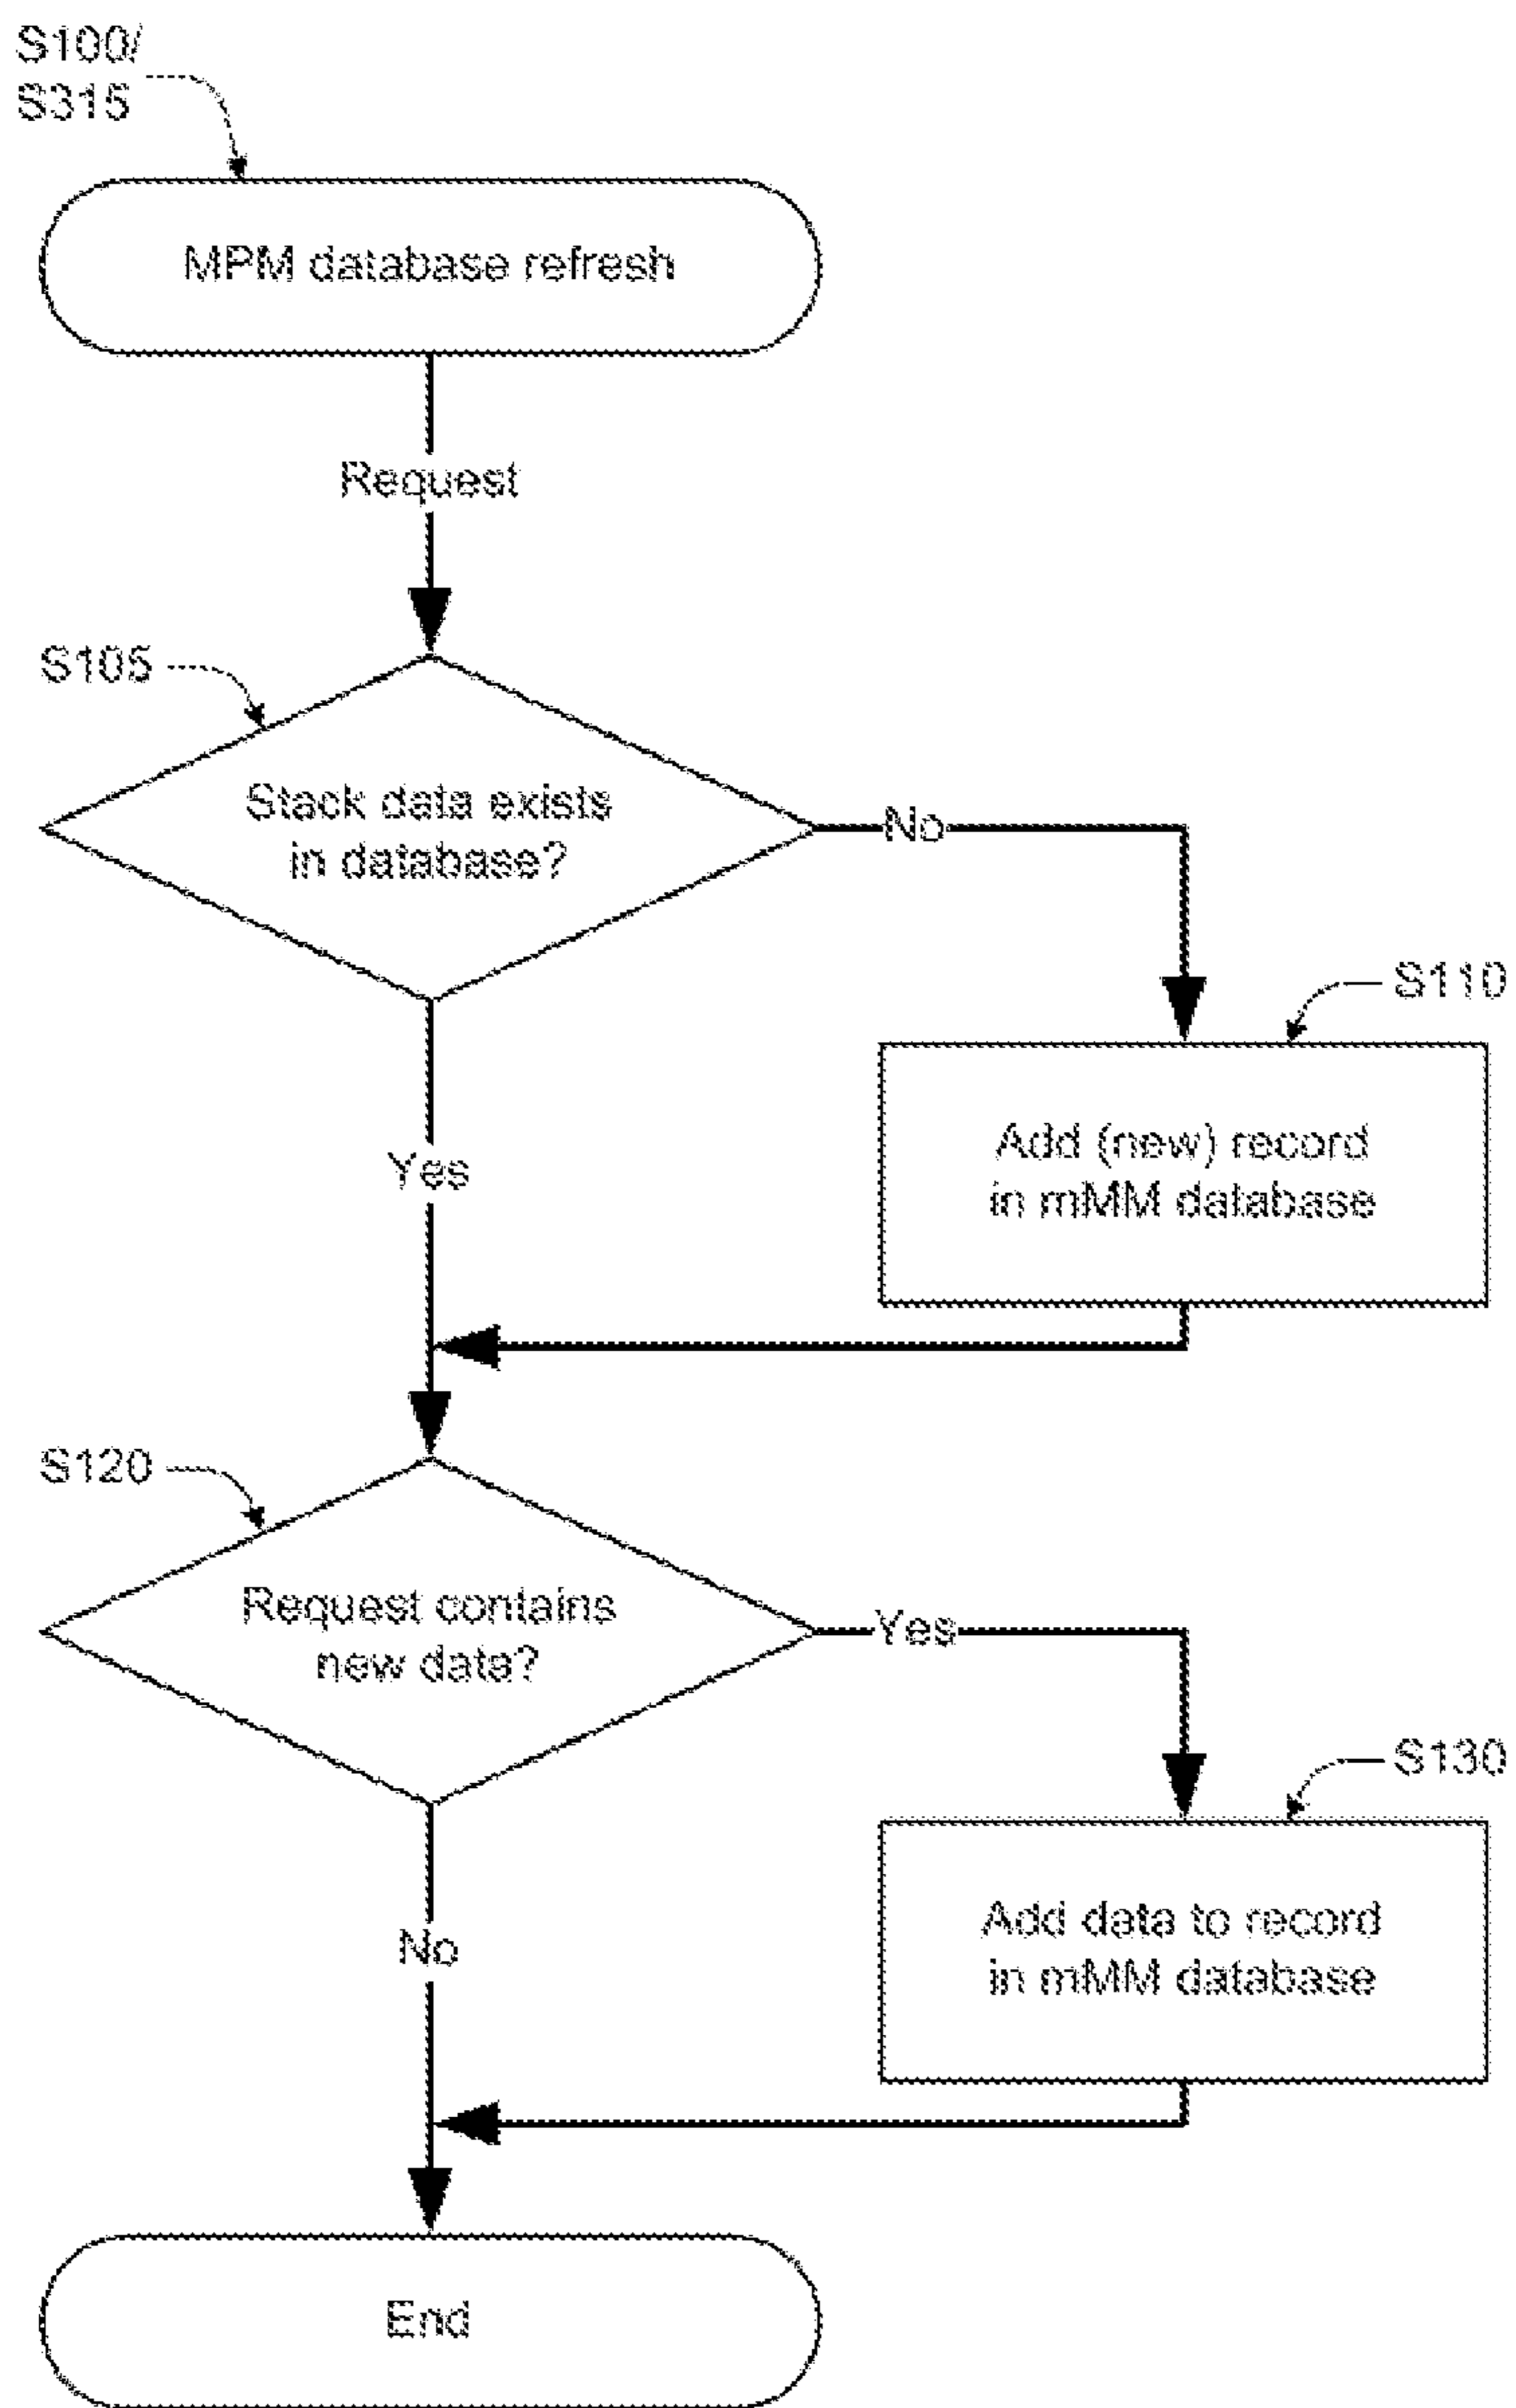 S100/
S315
MPM database refresh
Request
S105
Stack data exists
in database?
No
S110
Add (new) record
in mMM database
Yes
S120
Request contains
new data?
Yes
S130
Add data to record
in mMM database
No
End